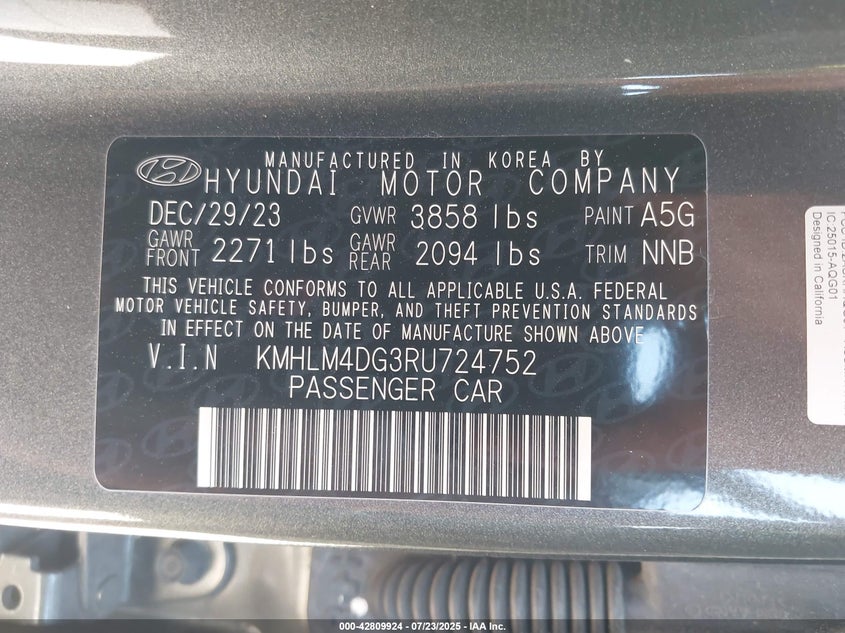 MANUFACTURED IN KOREA BY
HYUNDAI MOTOR COMPANY
DEC/29/23 GVWR 3858 lbs PAINT A5G
GAWR FRONT 2271 lbs GAWR REAR 2094 lbs TRIM NNB
THIS VEHICLE CONFORMS TO ALL APPLICABLE U.S.A. FEDERAL
MOTOR VEHICLE SAFETY, BUMPER, AND THEFT PREVENTION STANDARDS
IN EFFECT ON THE DATE OF MANUFACTURE SHOWN ABOVE
V.I.N KMHLM4DG3RU724752
PASSENGER CAR
IC:25015-AQG01
Designed in California
000-42809924 - 07/23/2025 - IAA Inc.